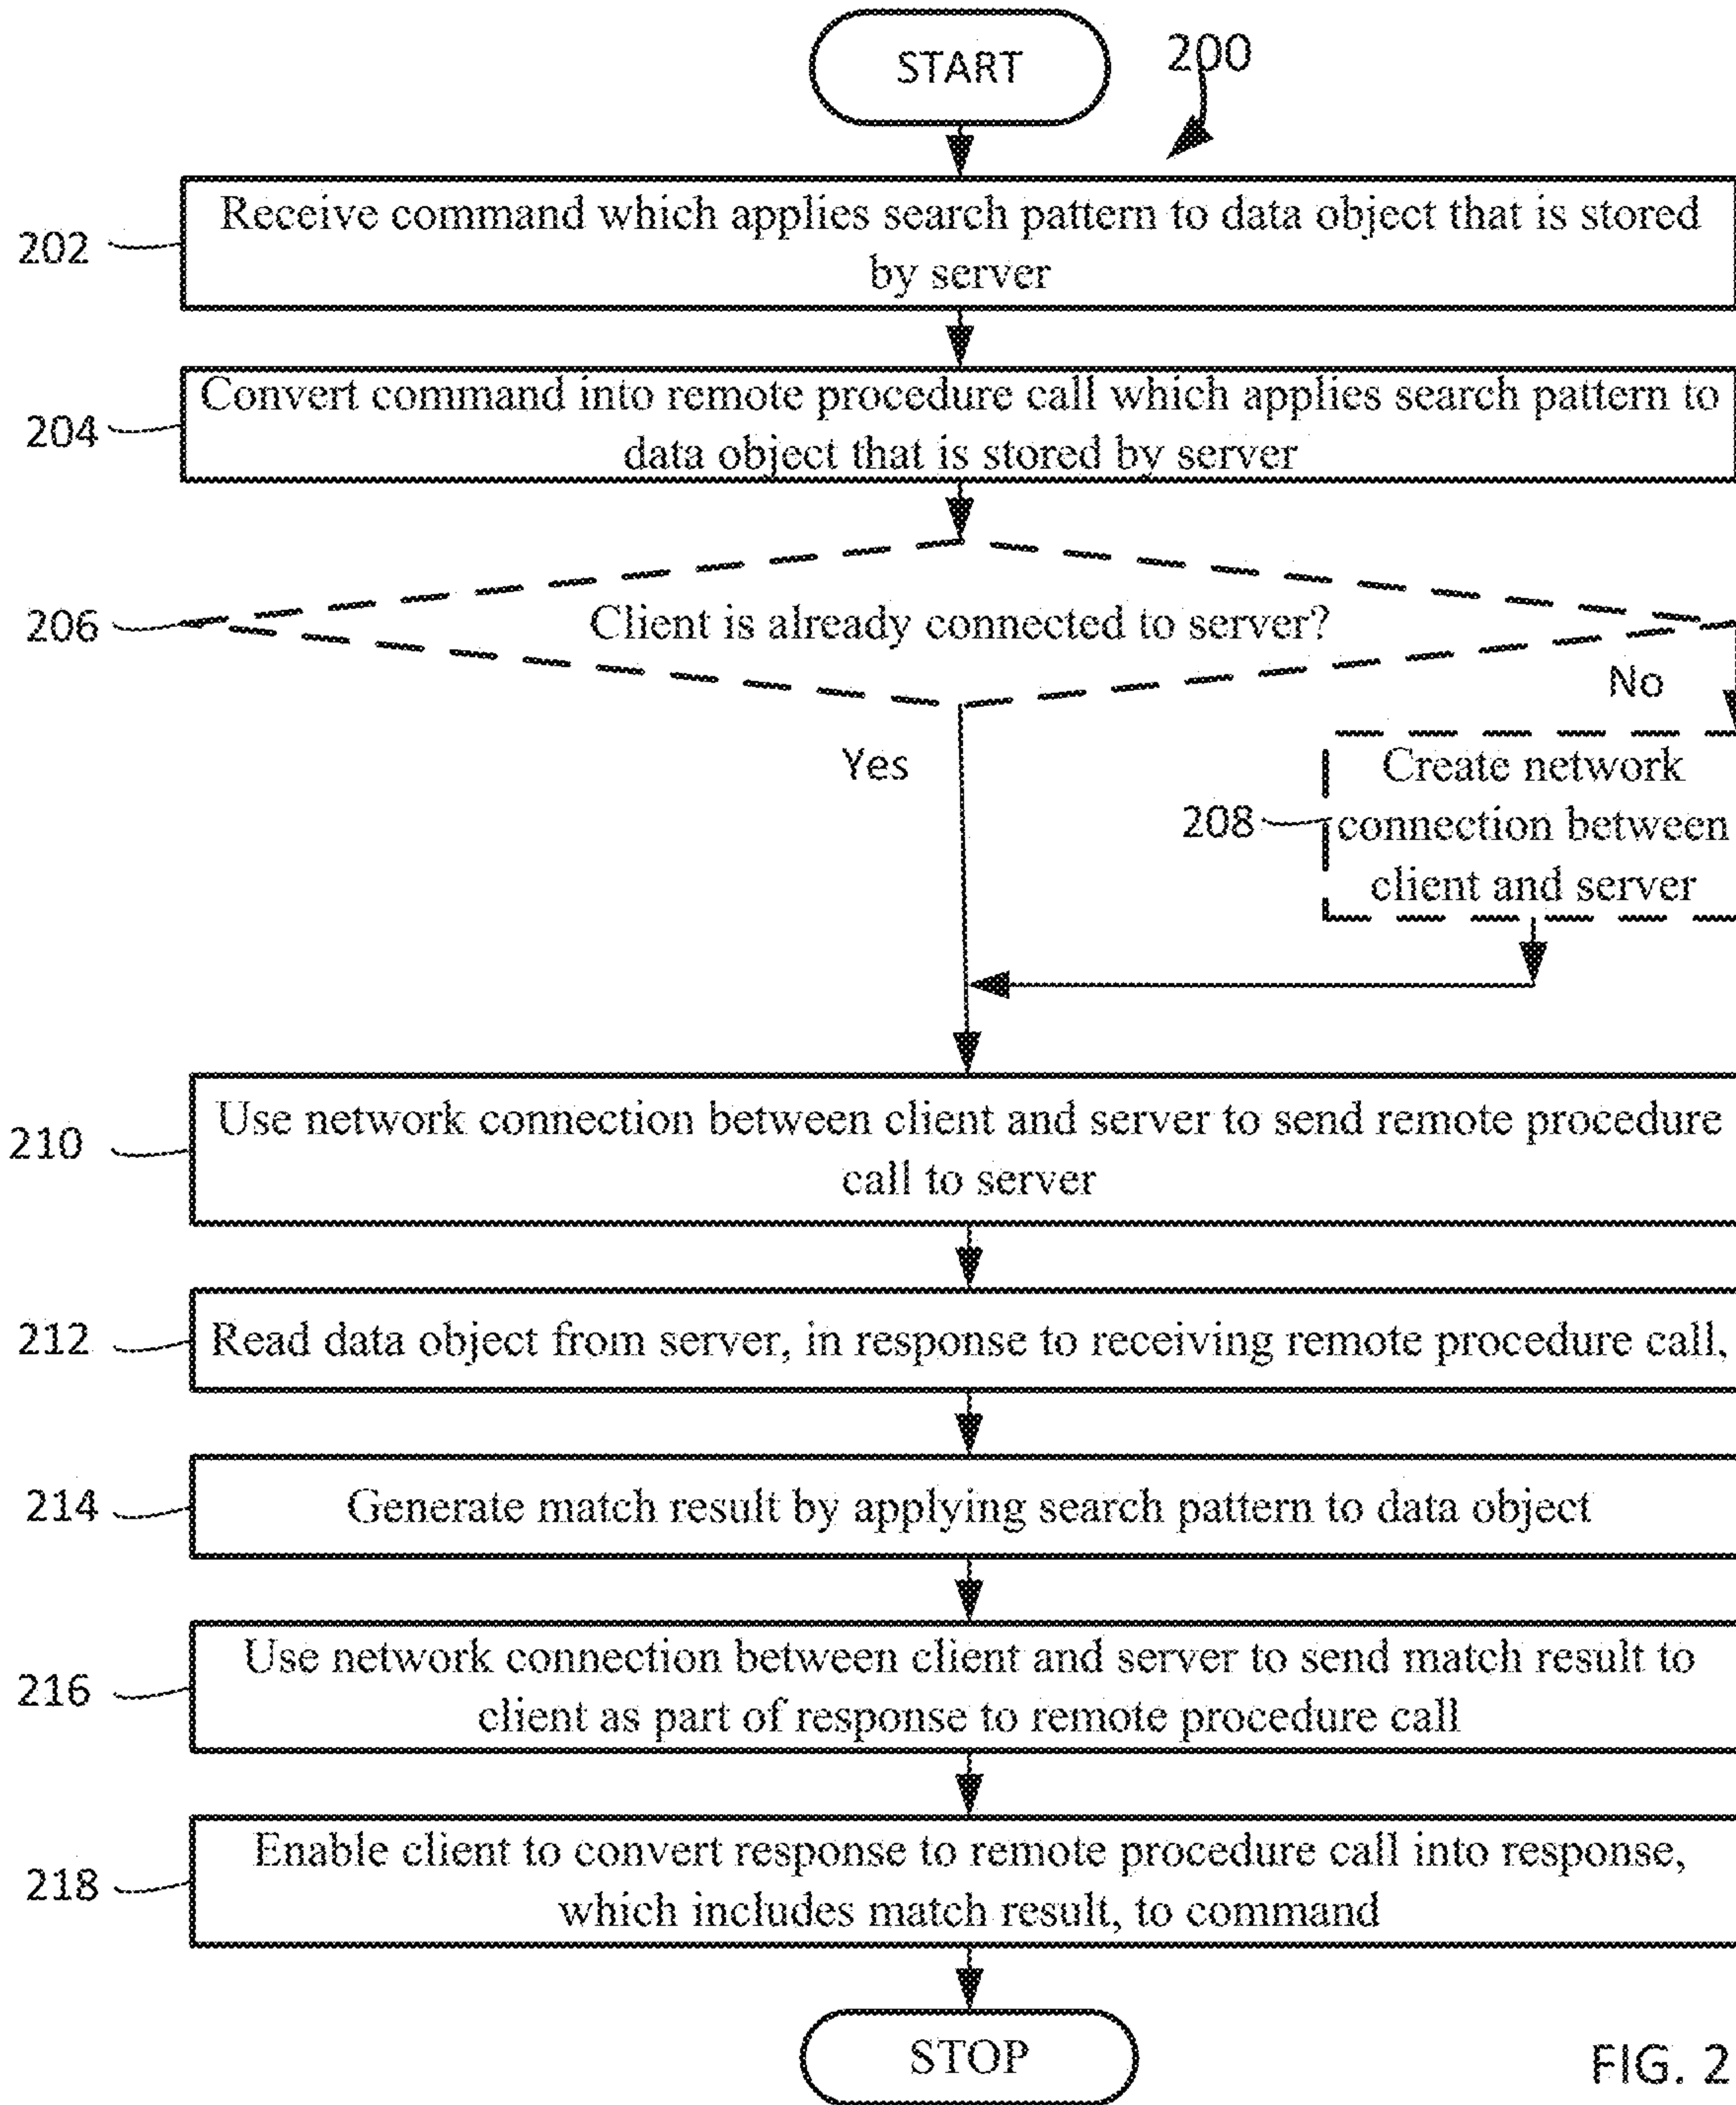 START
200
202
Receive command which applies search pattern to data object that is stored
by server
204
Convert command into remote procedure call which applies search pattern to
data object that is stored by server
206
Client is already connected to server?
No
Yes
208
Create network
connection between
client and server
210
Use network connection between client and server to send remote procedure
call to server
212
Read data object from server, in response to receiving remote procedure call,
214
Generate match result by applying search pattern to data object
216
Use network connection between client and server to send match result to
client as part of response to remote procedure call
218
Enable client to convert response to remote procedure call into response,
which includes match result, to command
STOP
FIG. 2